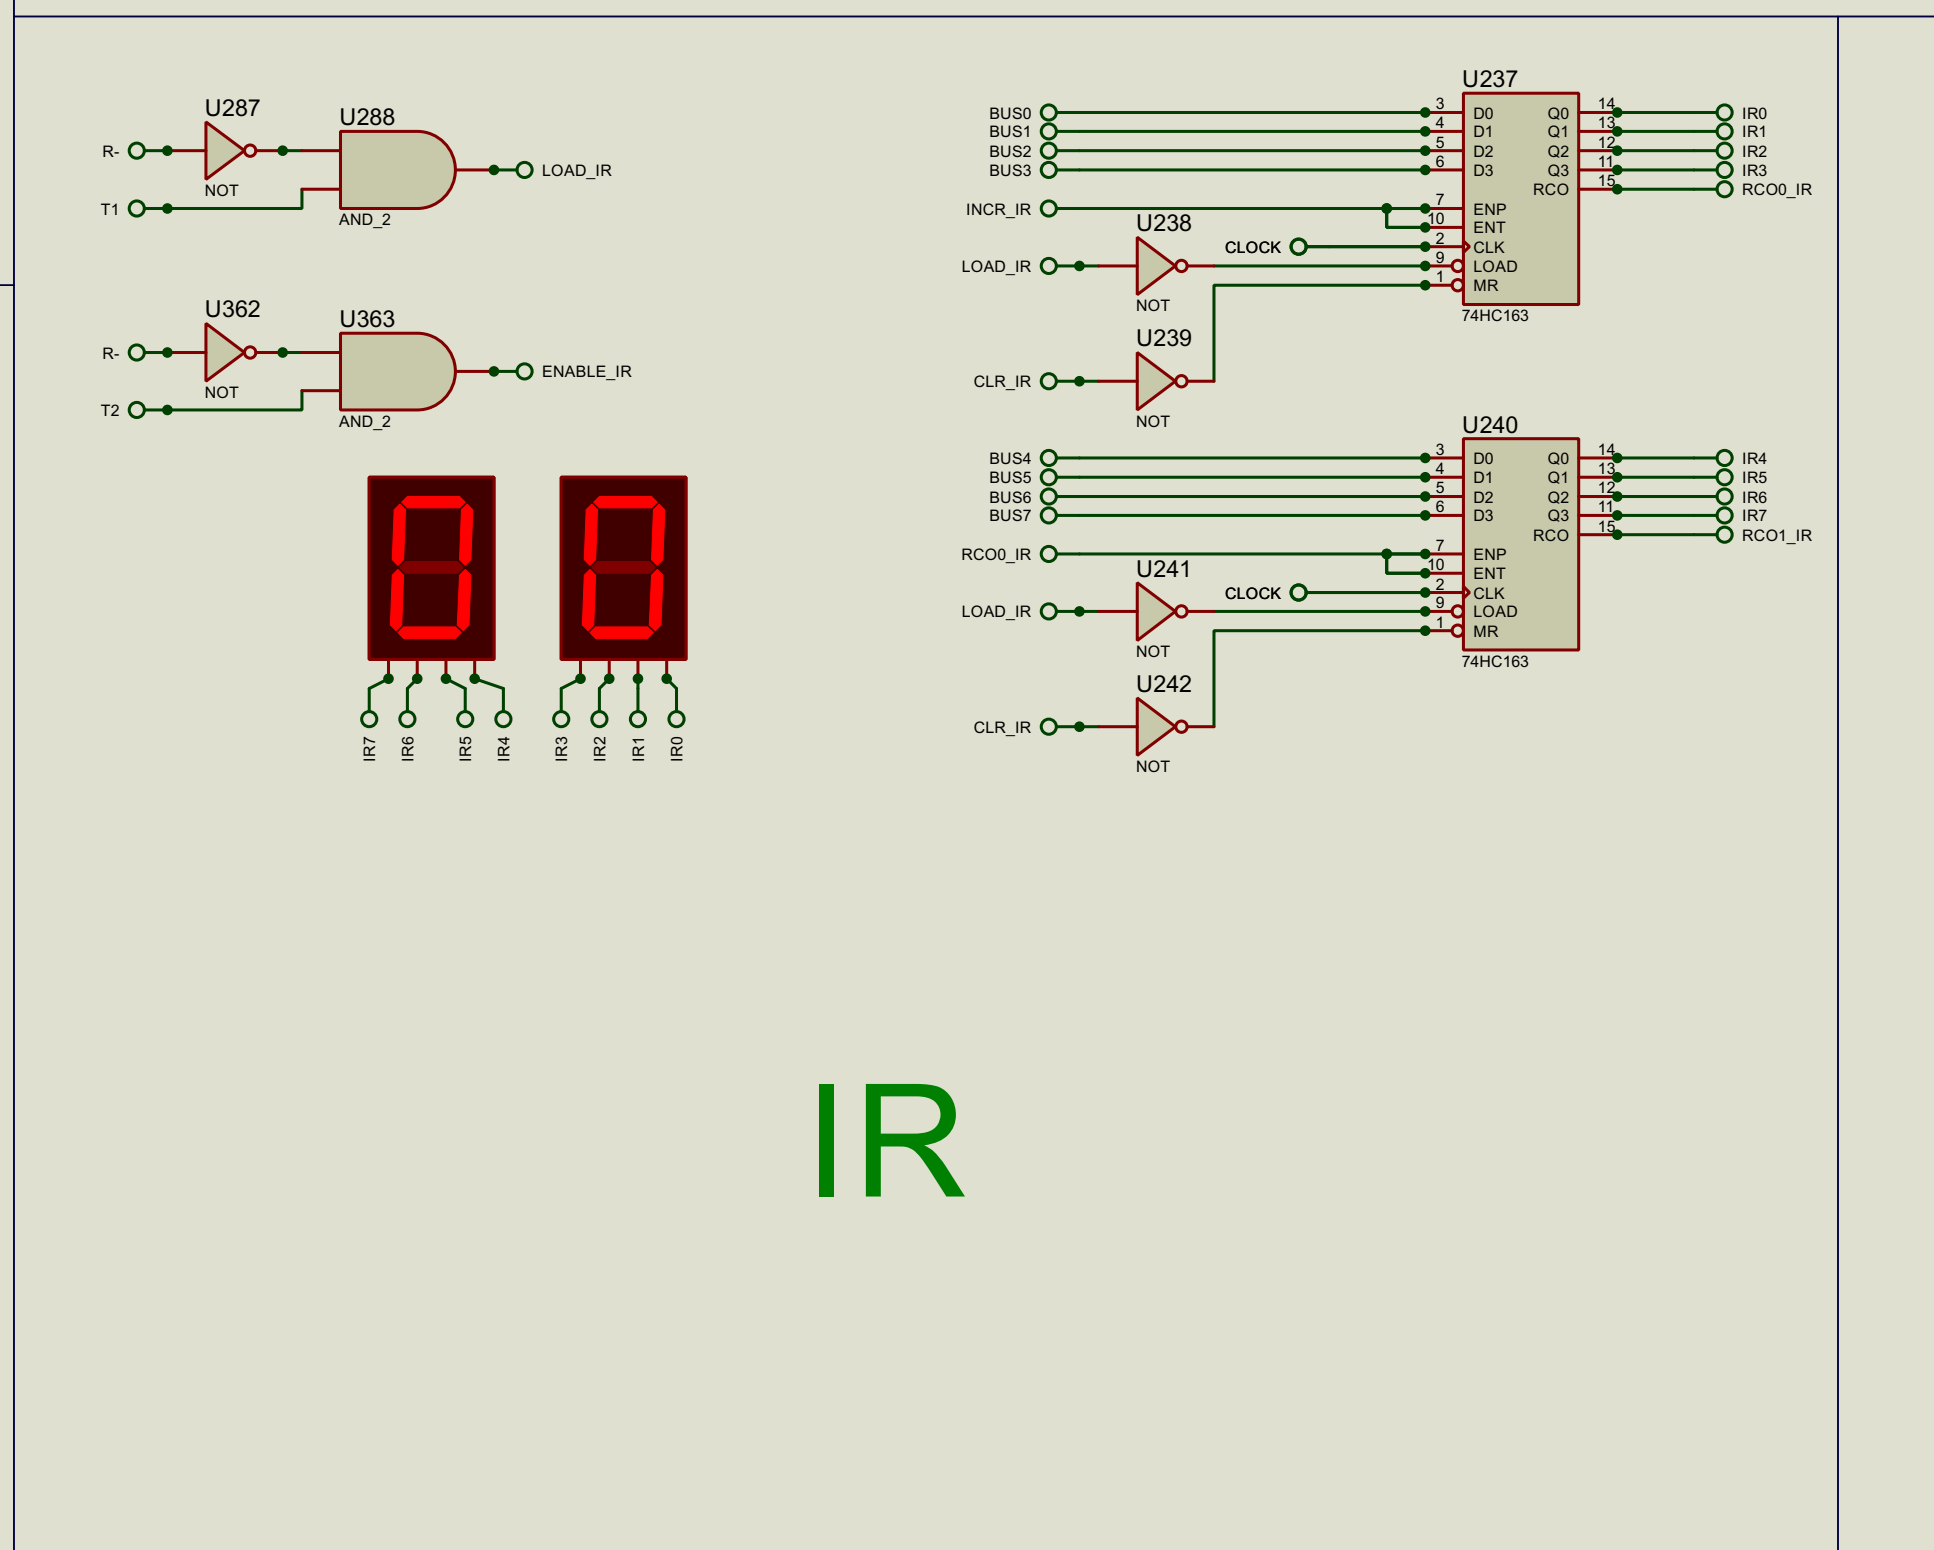 U287
R-
NOT
T1
U288
AND_2
LOAD_IR
U362
R-
NOT
T2
U363
AND_2
ENABLE_IR
IR7 IR6 IR5 IR4 IR3 IR2 IR1 IR0
U237
BUS0 3 D0 Q0 14 IR0
BUS1 4 D1 Q1 13 IR1
BUS2 5 D2 Q2 12 IR2
BUS3 6 D3 Q3 11 IR3
RCO 15 RCO0_IR
INCR_IR 7 ENP
10 ENT
U238
CLOCK 2 CLK
LOAD_IR 9 LOAD
1 MR
NOT
74HC163
U239
CLR_IR
NOT
U240
BUS4 3 D0 Q0 14 IR4
BUS5 4 D1 Q1 13 IR5
BUS6 5 D2 Q2 12 IR6
BUS7 6 D3 Q3 11 IR7
RCO 15 RCO1_IR
RCO0_IR 7 ENP
10 ENT
U241
CLOCK 2 CLK
LOAD_IR 9 LOAD
1 MR
NOT
74HC163
U242
CLR_IR
NOT
IR